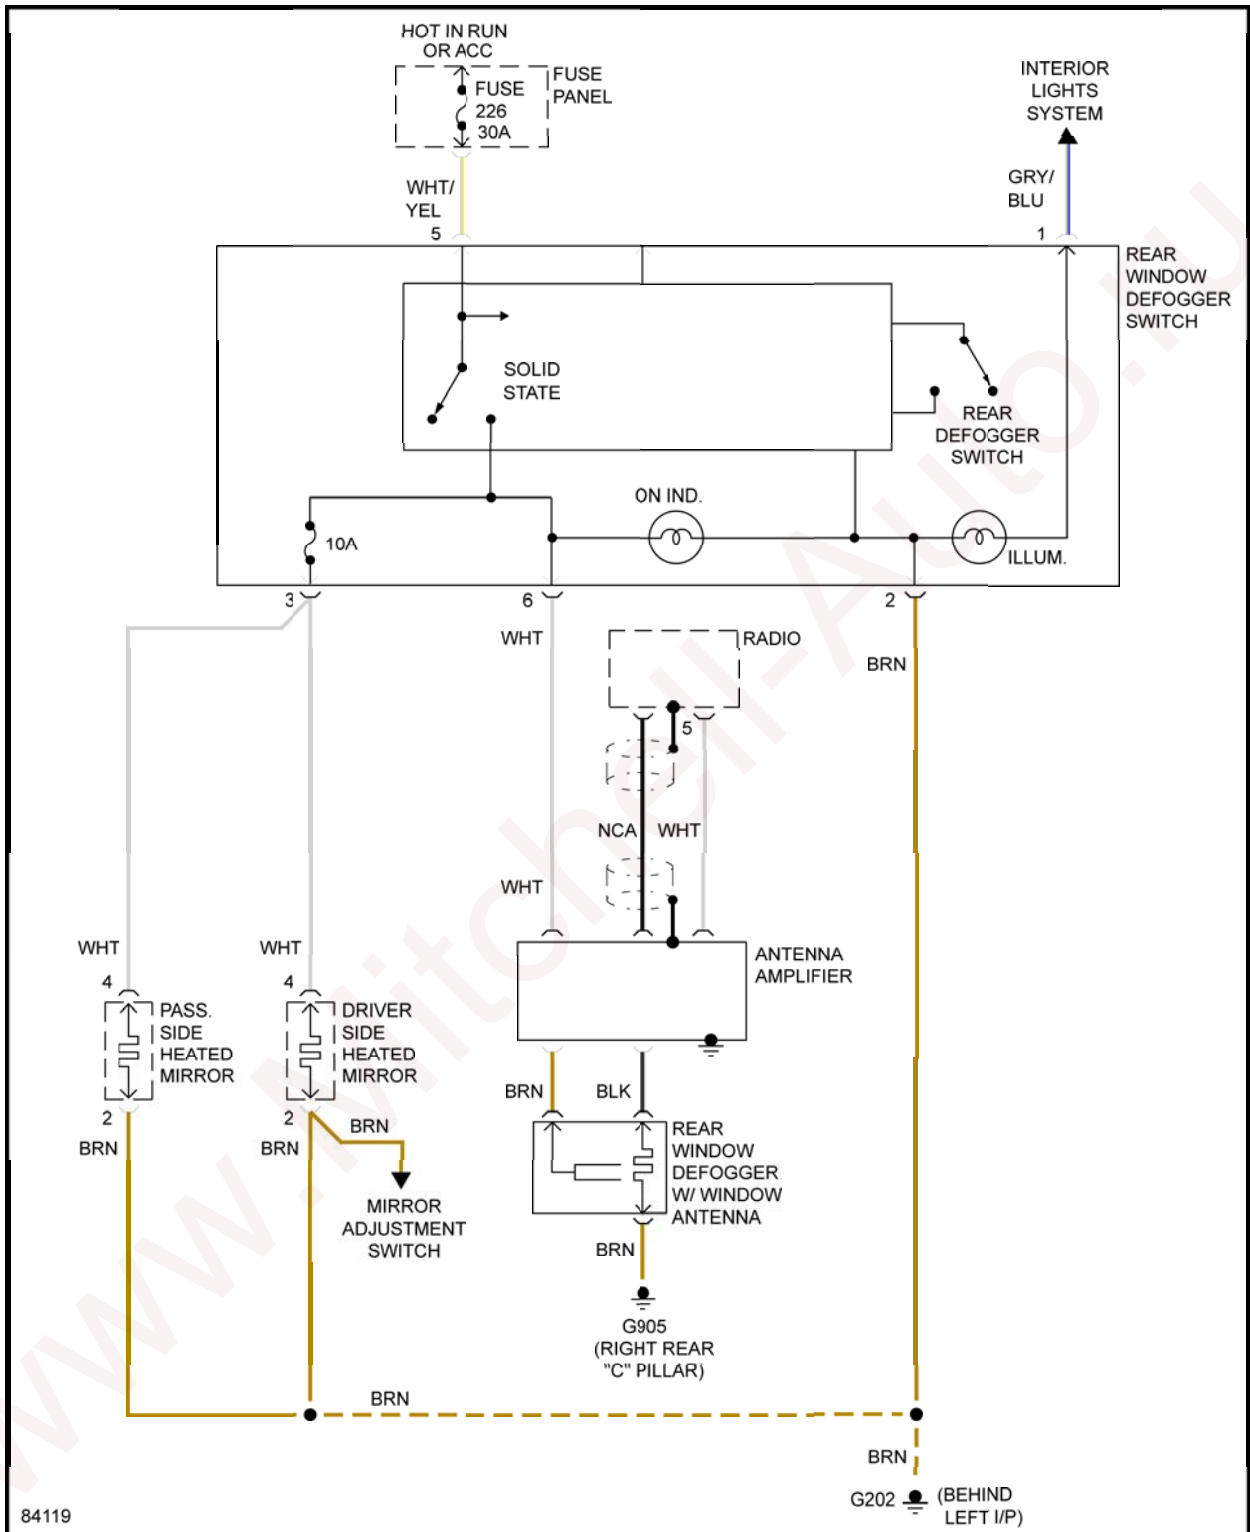 HOT IN RUN
OR ACC
FUSE
PANEL
FUSE
226
30A
INTERIOR
LIGHTS
SYSTEM
WHT/
YEL
GRY/
BLU
5
1
REAR
WINDOW
DEFOGGER
SWITCH
SOLID
STATE
REAR
DEFOGGER
SWITCH
ON IND.
10A
ILLUM.
3
6
2
WHT
RADIO
BRN
5
NCA
WHT
WHT
WHT
WHT
ANTENNA
AMPLIFIER
4
4
PASS.
SIDE
HEATED
MIRROR
DRIVER
SIDE
HEATED
MIRROR
BRN
BLK
2
2
BRN
BRN
BRN
REAR
WINDOW
DEFOGGER
W/ WINDOW
ANTENNA
MIRROR
ADJUSTMENT
SWITCH
BRN
G905
(RIGHT REAR
"C" PILLAR)
BRN
BRN
G202
(BEHIND
LEFT I/P)
84119
www.Mitchell-Auto.ru